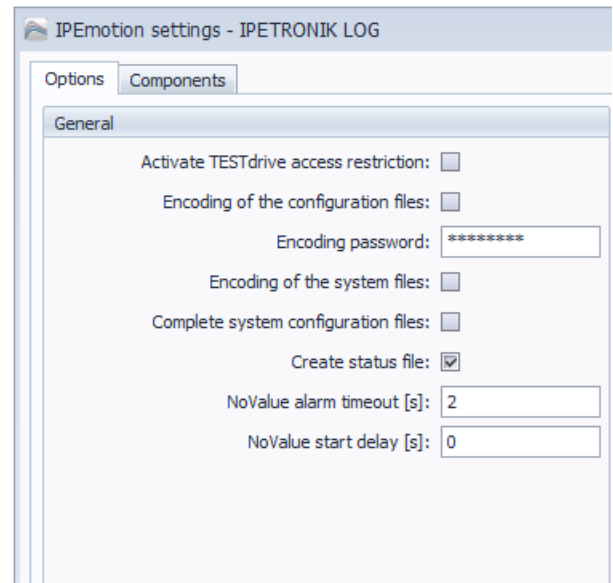 IPEmotion settings - IPETRONIK LOG
Options Components
General
Activate TESTdrive access restriction:
Encoding of the configuration files:
Encoding password: ********
Encoding of the system files:
Complete system configuration files:
Create status file:
NoValue alarm timeout [s]: 2
NoValue start delay [s]: 0